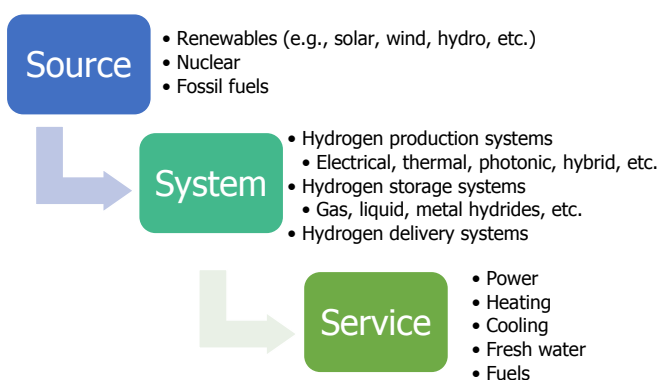 Source
• Renewables (e.g., solar, wind, hydro, etc.)
• Nuclear
• Fossil fuels
System
• Hydrogen production systems
• Electrical, thermal, photonic, hybrid, etc.
• Hydrogen storage systems
• Gas, liquid, metal hydrides, etc.
• Hydrogen delivery systems
Service
• Power
• Heating
• Cooling
• Fresh water
• Fuels